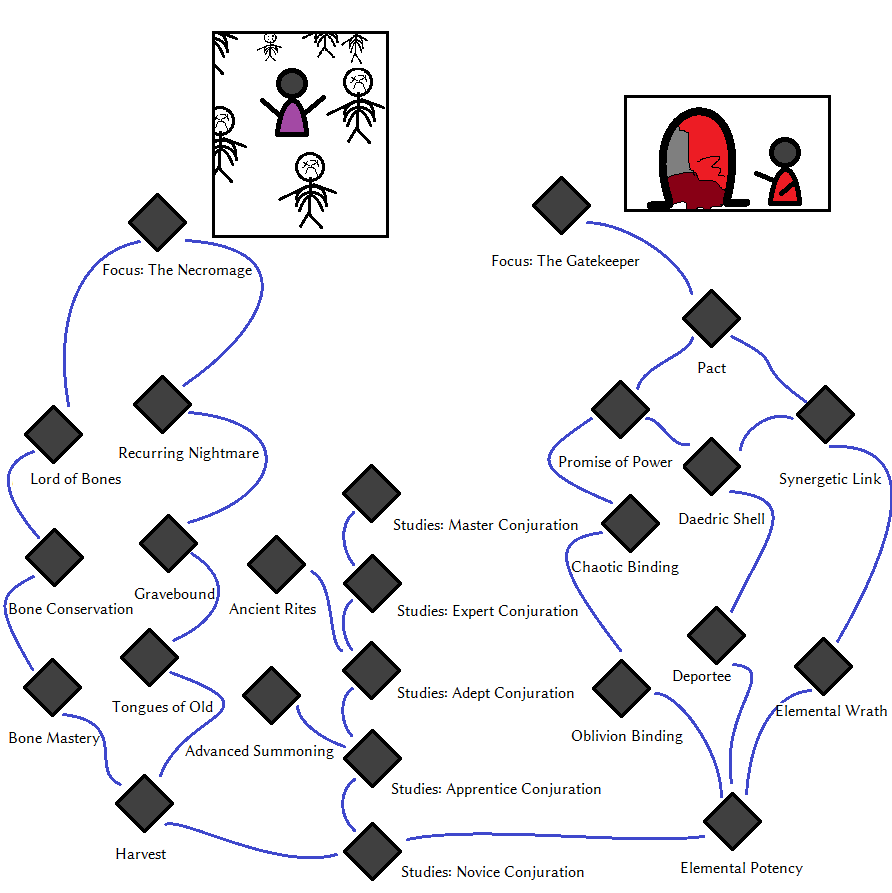 Focus: The Gatekeeper
Focus: The Necromage
Pact
Recurring Nightmare
Promise of Power
Lord of Bones
Synergetic Link
Studies: Master Conjuration
Daedric Shell
Chaotic Binding
Gravebound
Bone Conservation
Ancient Rites
Studies: Expert Conjuration
Deportee
Studies: Adept Conjuration
Tongues of Old
Elemental Wrath
Bone Mastery
Oblivion Binding
Advanced Summoning
Studies: Apprentice Conjuration
Harvest
Elemental Potency
Studies: Novice Conjuration